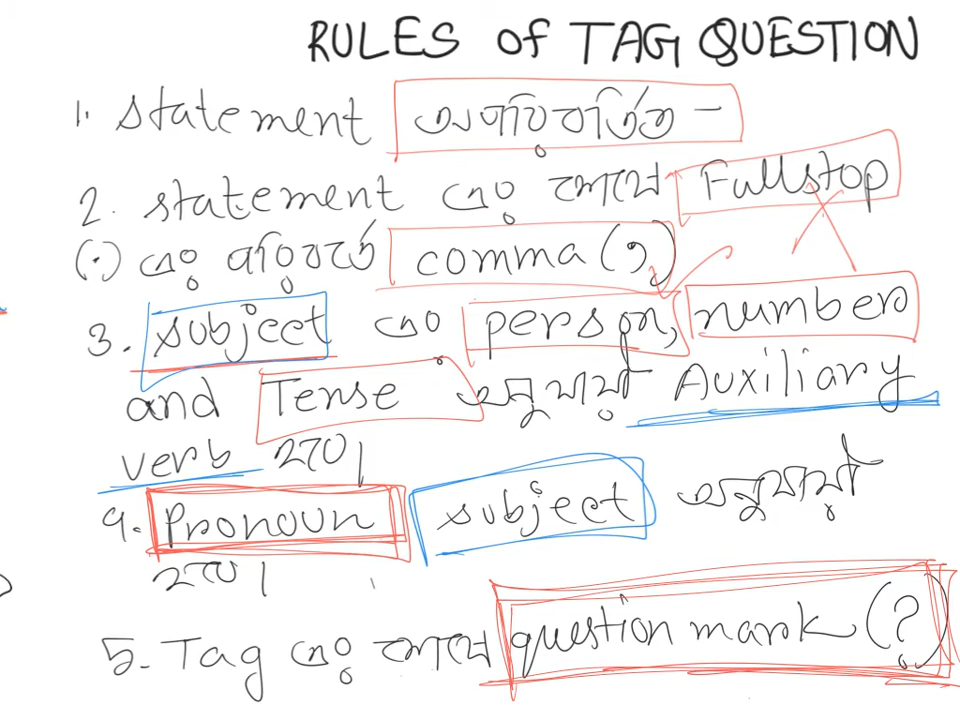 RULES of TAG QUESTION
1. statement অপরিবর্তিত -
2. statement এর শেষে Fullstop
(.) এর পরিবর্তে comma (,)
3. subject এর person, number
and Tense অনুযায়ী Auxiliary
verb হবে।
৪. Pronoun subject অনুযায়ী
হবে।
5. Tag এর শেষে question mark (?)